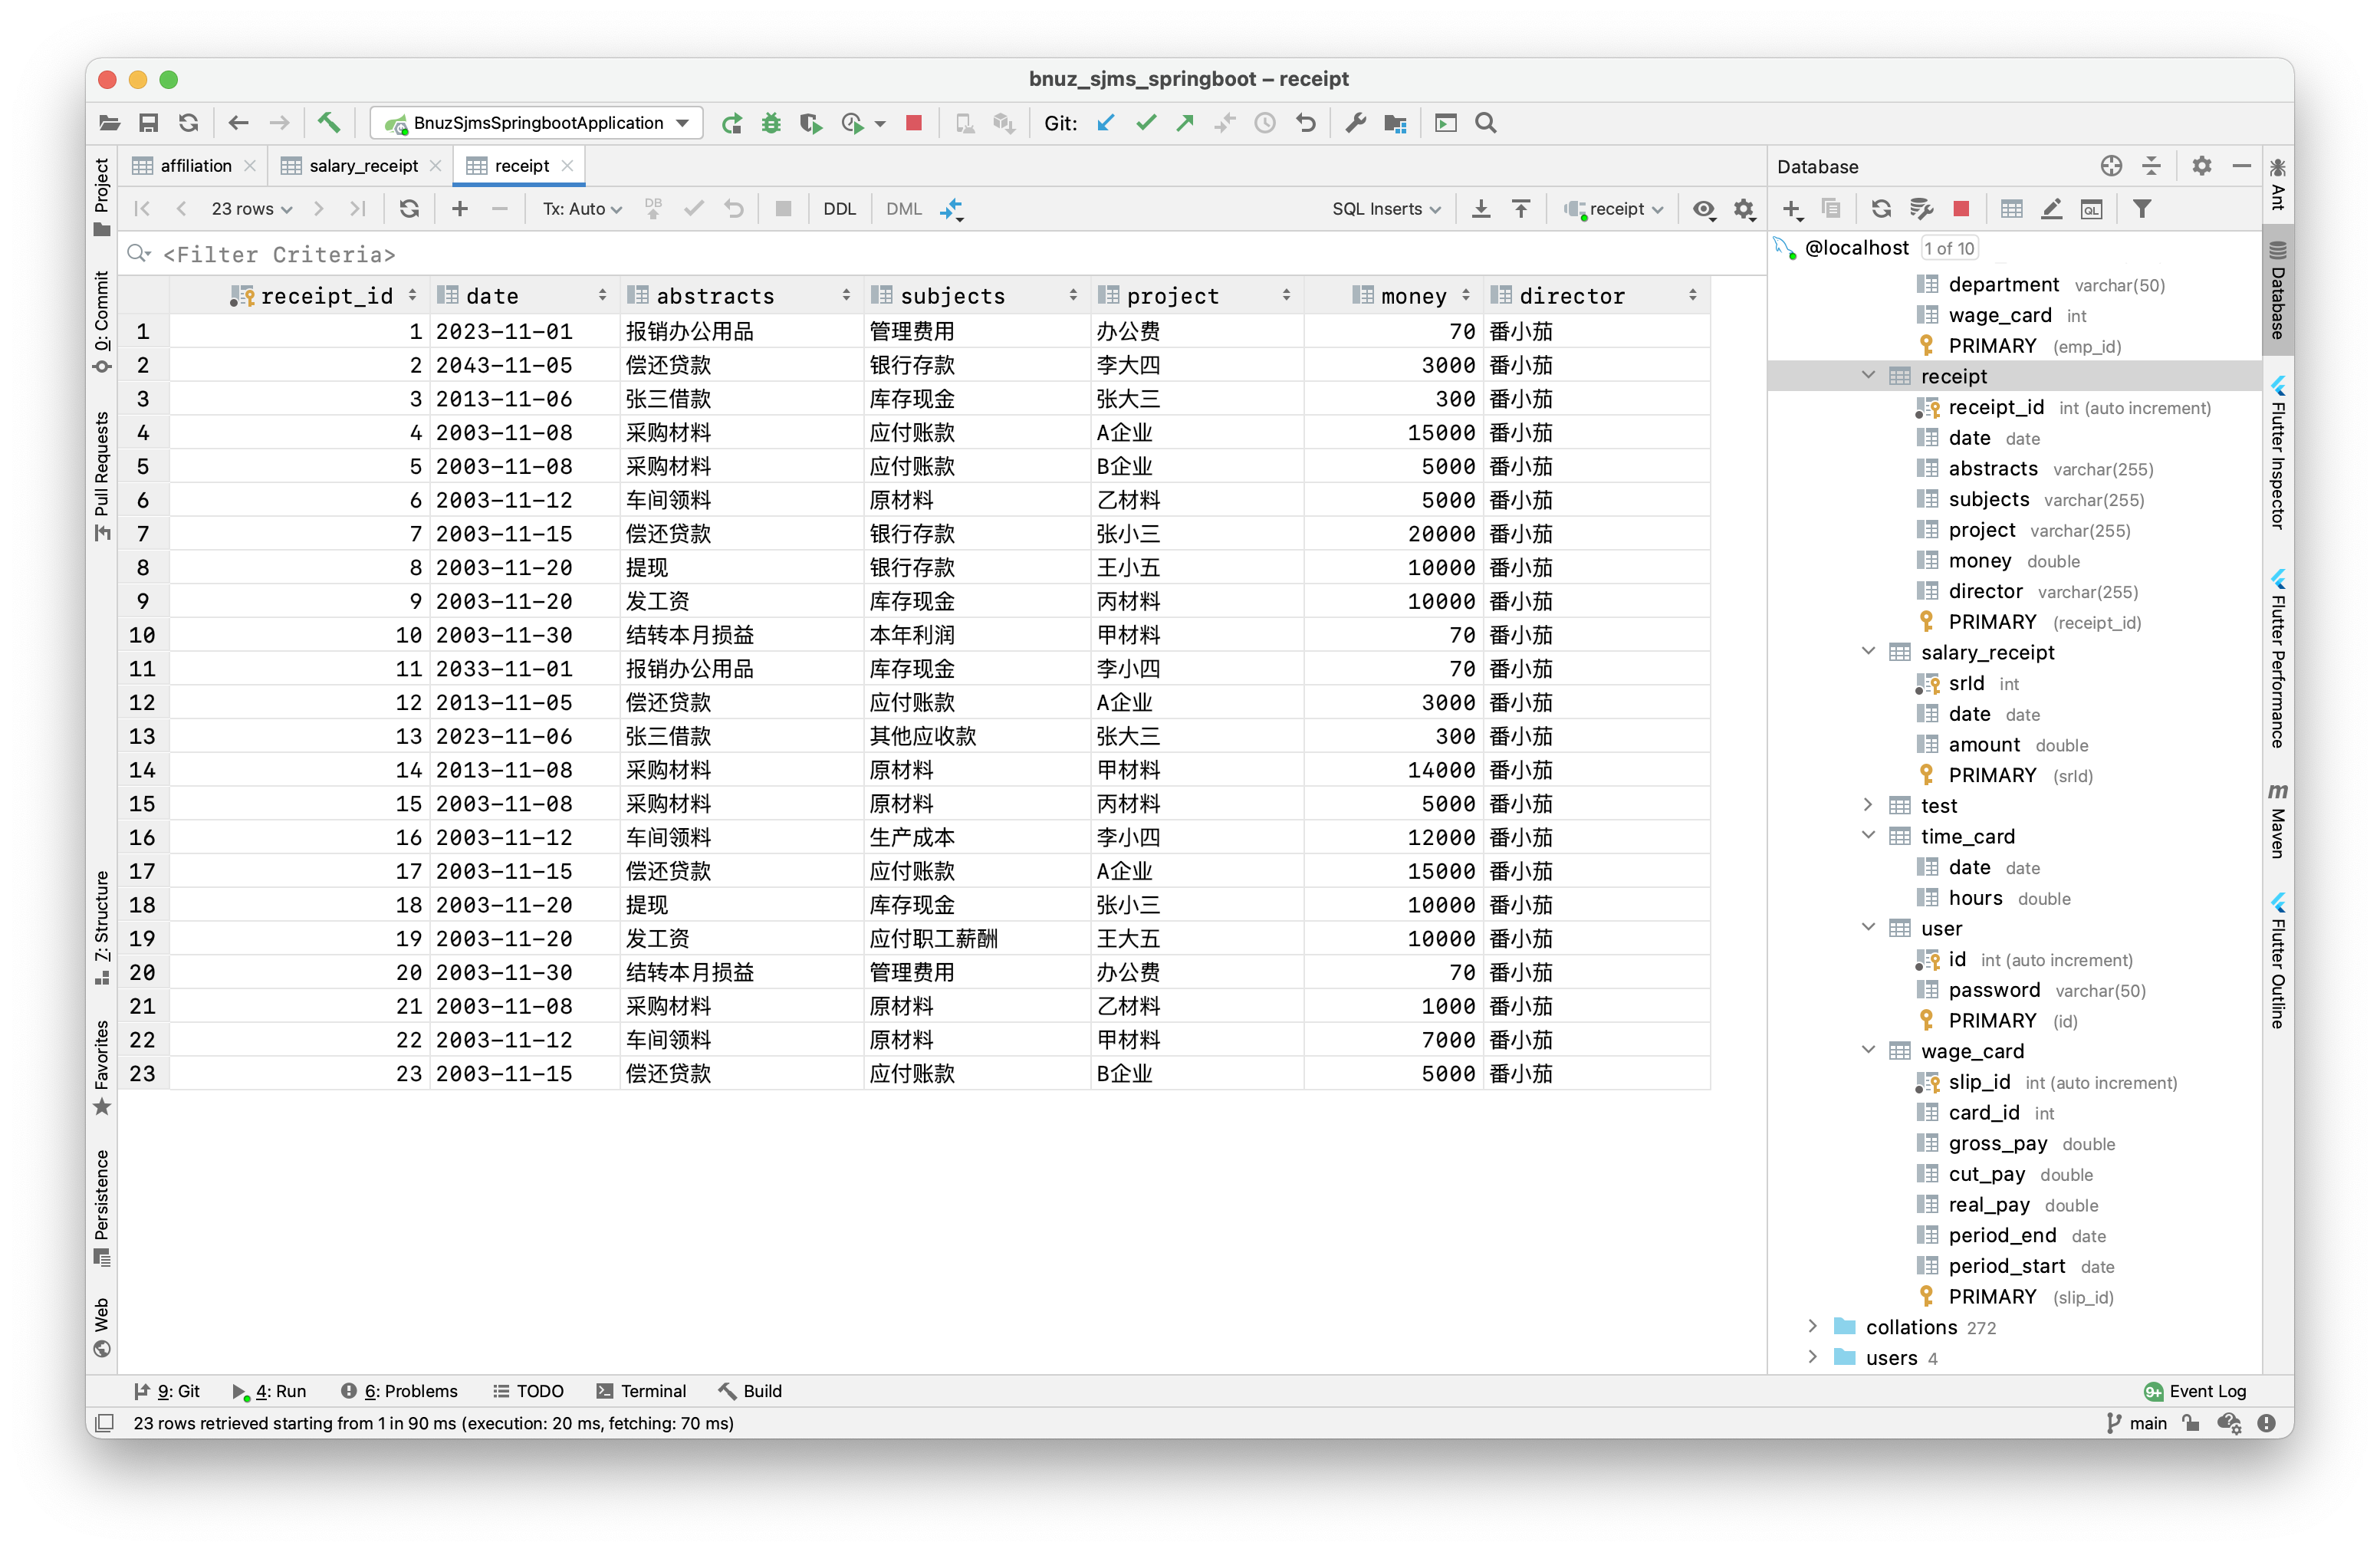 bnuz_sjms_springboot – receipt
BnuzSjmsSpringbootApplication Git:
affiliation salary_receipt receipt
23 rows Tx: Auto DB DDL DML SQL Inserts receipt
<Filter Criteria>
receipt_id date abstracts subjects project money director
1 1 2023-11-01 报销办公用品 管理费用 办公费 70 番小茄
2 2 2043-11-05 偿还贷款 银行存款 李大四 3000 番小茄
3 3 2013-11-06 张三借款 库存现金 张大三 300 番小茄
4 4 2003-11-08 采购材料 应付账款 A企业 15000 番小茄
5 5 2003-11-08 采购材料 应付账款 B企业 5000 番小茄
6 6 2003-11-12 车间领料 原材料 乙材料 5000 番小茄
7 7 2003-11-15 偿还贷款 银行存款 张小三 20000 番小茄
8 8 2003-11-20 提现 银行存款 王小五 10000 番小茄
9 9 2003-11-20 发工资 库存现金 丙材料 10000 番小茄
10 10 2003-11-30 结转本月损益 本年利润 甲材料 70 番小茄
11 11 2033-11-01 报销办公用品 库存现金 李小四 70 番小茄
12 12 2013-11-05 偿还贷款 应付账款 A企业 3000 番小茄
13 13 2023-11-06 张三借款 其他应收款 张大三 300 番小茄
14 14 2013-11-08 采购材料 原材料 甲材料 14000 番小茄
15 15 2003-11-08 采购材料 原材料 丙材料 5000 番小茄
16 16 2003-11-12 车间领料 生产成本 李小四 12000 番小茄
17 17 2003-11-15 偿还贷款 应付账款 A企业 15000 番小茄
18 18 2003-11-20 提现 库存现金 张小三 10000 番小茄
19 19 2003-11-20 发工资 应付职工薪酬 王大五 10000 番小茄
20 20 2003-11-30 结转本月损益 管理费用 办公费 70 番小茄
21 21 2003-11-08 采购材料 原材料 乙材料 1000 番小茄
22 22 2003-11-12 车间领料 原材料 甲材料 7000 番小茄
23 23 2003-11-15 偿还贷款 应付账款 B企业 5000 番小茄
Database
QL
@localhost 1 of 10
department varchar(50)
wage_card int
PRIMARY (emp_id)
receipt
receipt_id int (auto increment)
date date
abstracts varchar(255)
subjects varchar(255)
project varchar(255)
money double
director varchar(255)
PRIMARY (receipt_id)
salary_receipt
srId int
date date
amount double
PRIMARY (srId)
test
time_card
date date
hours double
user
id int (auto increment)
password varchar(50)
PRIMARY (id)
wage_card
slip_id int (auto increment)
card_id int
gross_pay double
cut_pay double
real_pay double
period_end date
period_start date
PRIMARY (slip_id)
collations 272
users 4
Project
0: Commit
Pull Requests
7: Structure
Favorites
Persistence
Web
Ant
Database
Flutter Inspector
Flutter Performance
m Maven
Flutter Outline
9: Git 4: Run 6: Problems TODO Terminal Build 9+ Event Log
23 rows retrieved starting from 1 in 90 ms (execution: 20 ms, fetching: 70 ms) main